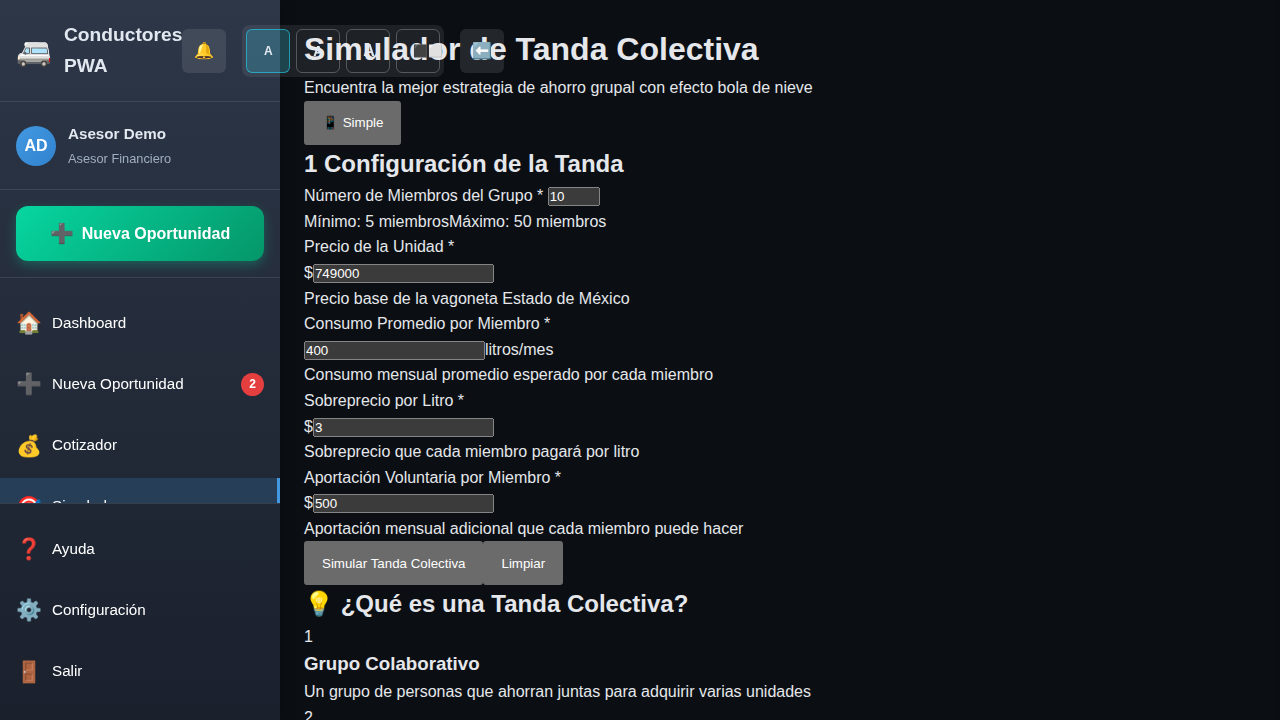 Conductores
PWA
A
A
A
Asesor Demo
AD
Asesor Financiero
Nueva Oportunidad
Dashboard
Nueva Oportunidad
2
Cotizador
Ayuda
Configuración
Salir
Simulador de Tanda Colectiva
Encuentra la mejor estrategia de ahorro grupal con efecto bola de nieve
Simple
1 Configuración de la Tanda
Número de Miembros del Grupo * 10
Mínimo: 5 miembrosMáximo: 50 miembros
Precio de la Unidad *
$749000
Precio base de la vagoneta Estado de México
Consumo Promedio por Miembro *
400 litros/mes
Consumo mensual promedio esperado por cada miembro
Sobreprecio por Litro *
$3
Sobreprecio que cada miembro pagará por litro
Aportación Voluntaria por Miembro *
$500
Aportación mensual adicional que cada miembro puede hacer
Simular Tanda Colectiva Limpiar
¿Qué es una Tanda Colectiva?
1
Grupo Colaborativo
Un grupo de personas que ahorran juntas para adquirir varias unidades
2